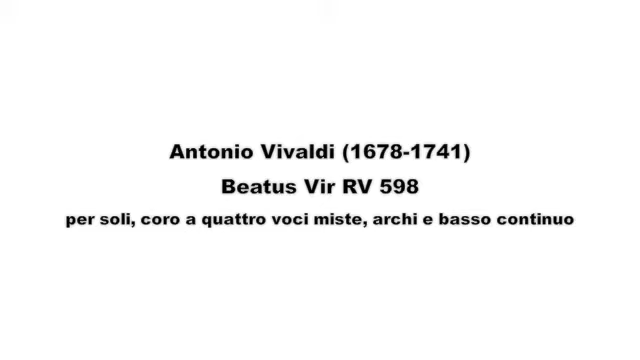 Antonio Vivaldi (1678-1741)
Beatus Vir RV 598
per soli, coro a quattro voci miste, archi e basso continuo